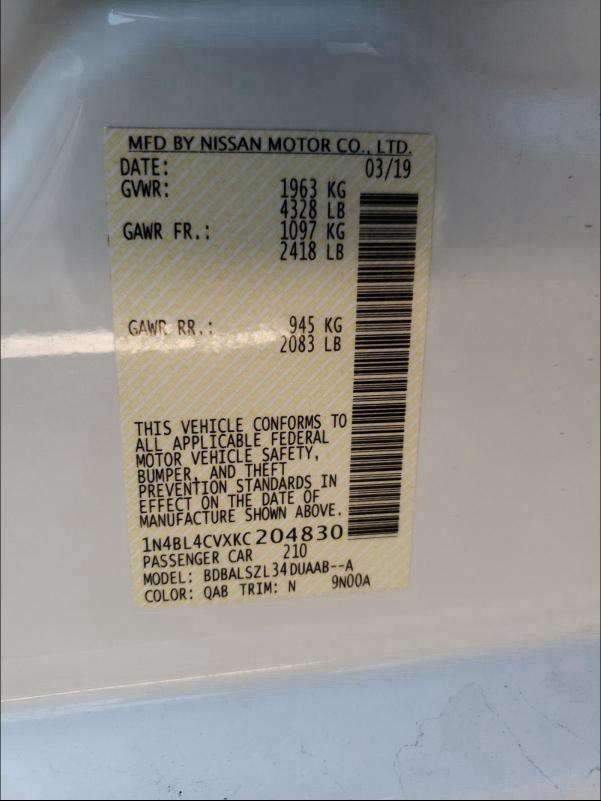 MFD BY NISSAN MOTOR CO., LTD.
DATE: 03/19
GVWR: 1963 KG
4328 LB
GAWR FR.: 1097 KG
2418 LB
GAWR RR.: 945 KG
2083 LB
THIS VEHICLE CONFORMS TO
ALL APPLICABLE FEDERAL
MOTOR VEHICLE SAFETY,
BUMPER, AND THEFT
PREVENTION STANDARDS IN
EFFECT ON THE DATE OF
MANUFACTURE SHOWN ABOVE.
1N4BL4CVXKC204830
PASSENGER CAR 210
MODEL: BDBALSZL34DUAAB--A
COLOR: QAB TRIM: N 9N00A